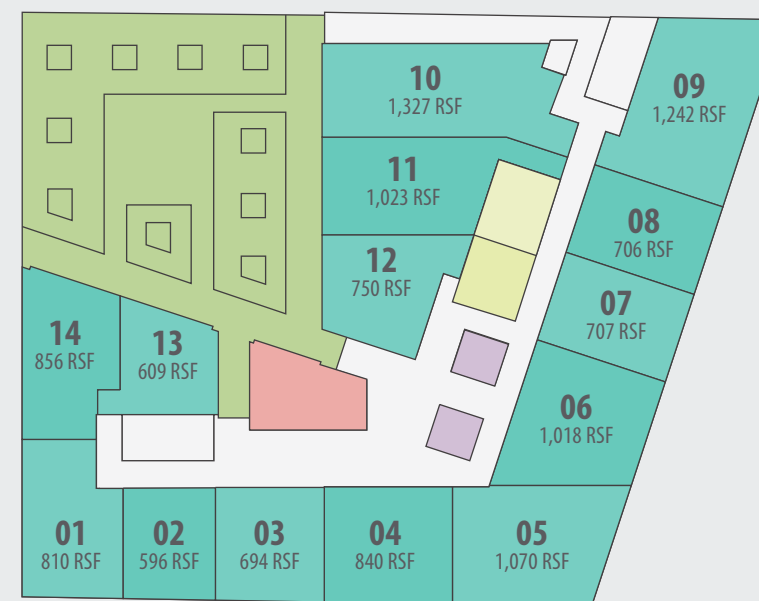 10
1,327 RSF
09
1,242 RSF
11
1,023 RSF
08
706 RSF
12
750 RSF
07
707 RSF
14
856 RSF
13
609 RSF
06
1,018 RSF
01
810 RSF
02
596 RSF
03
694 RSF
04
840 RSF
05
1,070 RSF